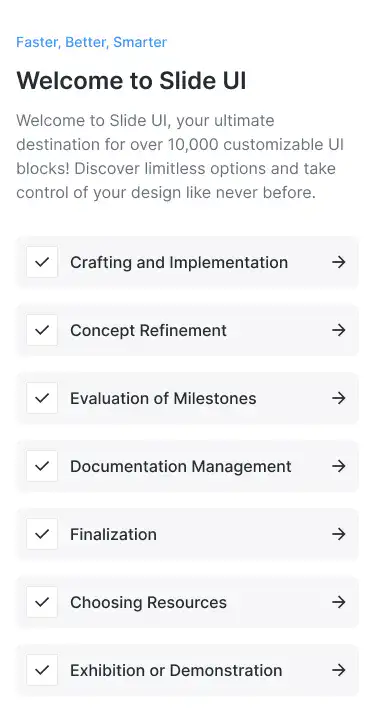 Faster, Better, Smarter
Welcome to Slide UI
Welcome to Slide UI, your ultimate
destination for over 10,000 customizable UI
blocks! Discover limitless options and take
control of your design like never before.
Crafting and Implementation
Concept Refinement
Evaluation of Milestones
Documentation Management
Finalization
Choosing Resources
Exhibition or Demonstration